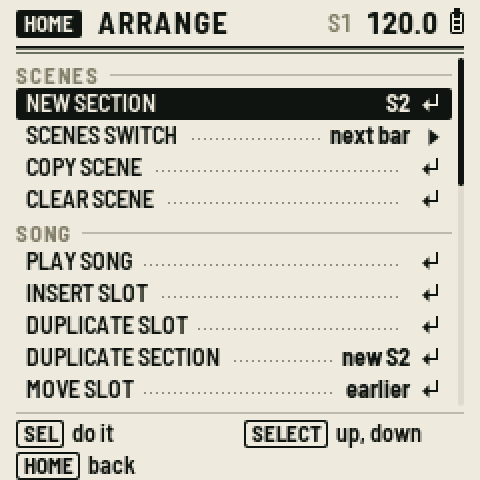 HOME ARRANGE S1 120.0
SCENES
NEW SECTION S2 ↵
SCENES SWITCH next bar ▶
COPY SCENE ↵
CLEAR SCENE ↵
SONG
PLAY SONG ↵
INSERT SLOT ↵
DUPLICATE SLOT ↵
DUPLICATE SECTION new S2 ↵
MOVE SLOT earlier ↵
SEL do it SELECT up, down
HOME back